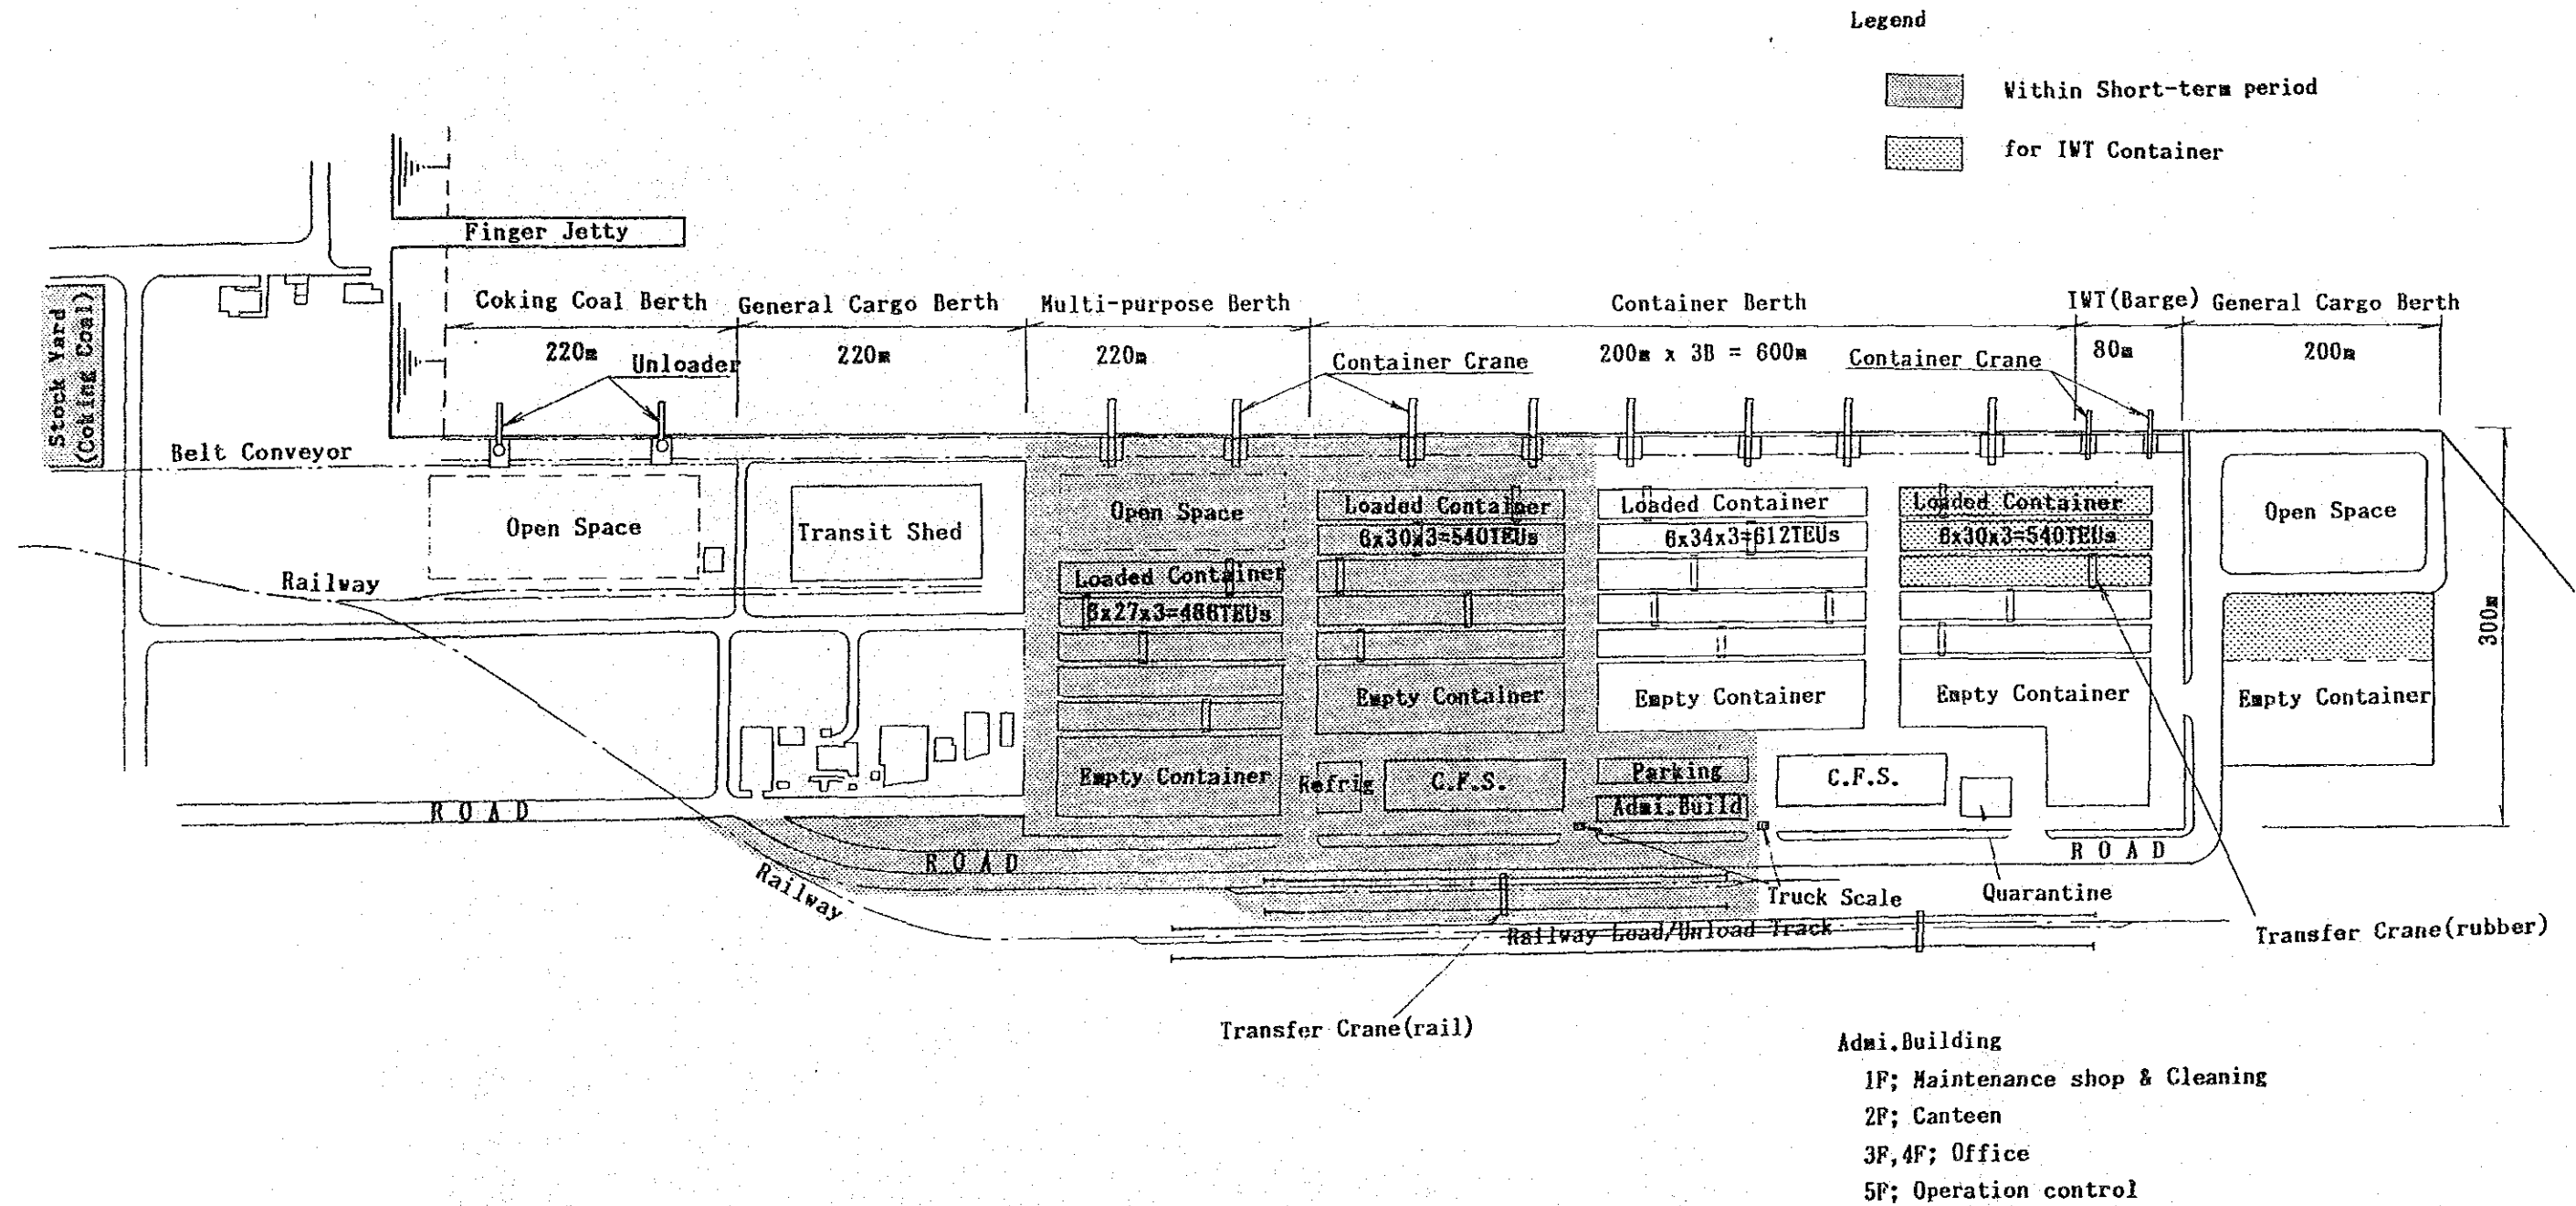 Legend
Within Short-term period
for IWT Container
Finger Jetty
Stock Yard
(Coking Coal)
Coking Coal Berth
General Cargo Berth
Multi-purpose Berth
Container Berth
IWT(Barge)
General Cargo Berth
220m
Unloader
220m
220m
Container Crane
200m x 3B = 600m
Container Crane
80m
200m
Belt Conveyor
Open Space
Transit Shed
Railway
Open Space
Loaded Container
6x27x3=486TEUs
Empty Container
Loaded Container
6x30x3=540TEUs
Empty Container
Refrig
C.F.S.
Loaded Container
6x34x3=612TEUs
Empty Container
Parking
Admi.Build
Loaded Container
6x30x3=540TEUs
Empty Container
C.F.S.
Open Space
Empty Container
300m
ROAD
ROAD
ROAD
Railway
Truck Scale
Quarantine
Railway Load/Unload Track
Transfer Crane(rubber)
Transfer Crane(rail)
Admi.Building
1F; Maintenance shop & Cleaning
2F; Canteen
3F,4F; Office
5F; Operation control